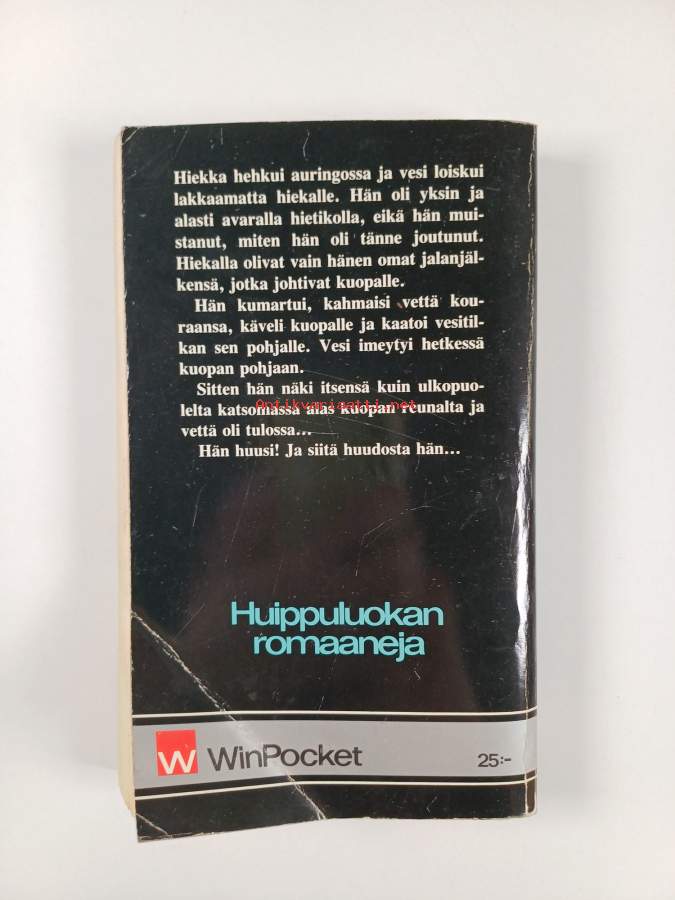 Hiekka hehkui auringossa ja vesi loiskui
lakkaamatta hiekalle. Hän oli yksin ja
alasti avaralla hietikolla, eikä hän mui-
stanut, miten hän oli tänne joutunut.
Hiekalla olivat vain hänen omat jalanjäl-
kensä, jotka johtivat kuopalle.
Hän kumartui, kahmaisi vettä kou-
raansa, käveli kuopalle ja kaatoi vesitil-
kan sen pohjalle. Vesi imeytyi hetkessä
kuopan pohjaan.
Sitten hän näki itsensä kuin ulkopuo-
lelta katsomassa alas kuopan reunalta ja
Antikvariaatti.net
vettä oli tulossa...
Hän huusi! Ja siitä huudosta hän...
Huippuluokan
romaaneja
W WinPocket 25:-